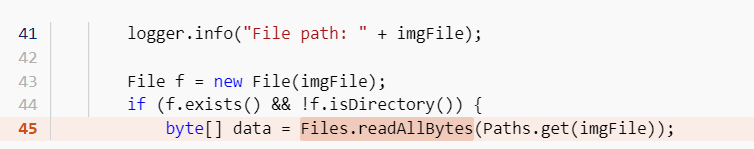 41 logger.info("File path: " + imgFile);
42
43 File f = new File(imgFile);
44 if (f.exists() && !f.isDirectory()) {
45 byte[] data = Files.readAllBytes(Paths.get(imgFile));